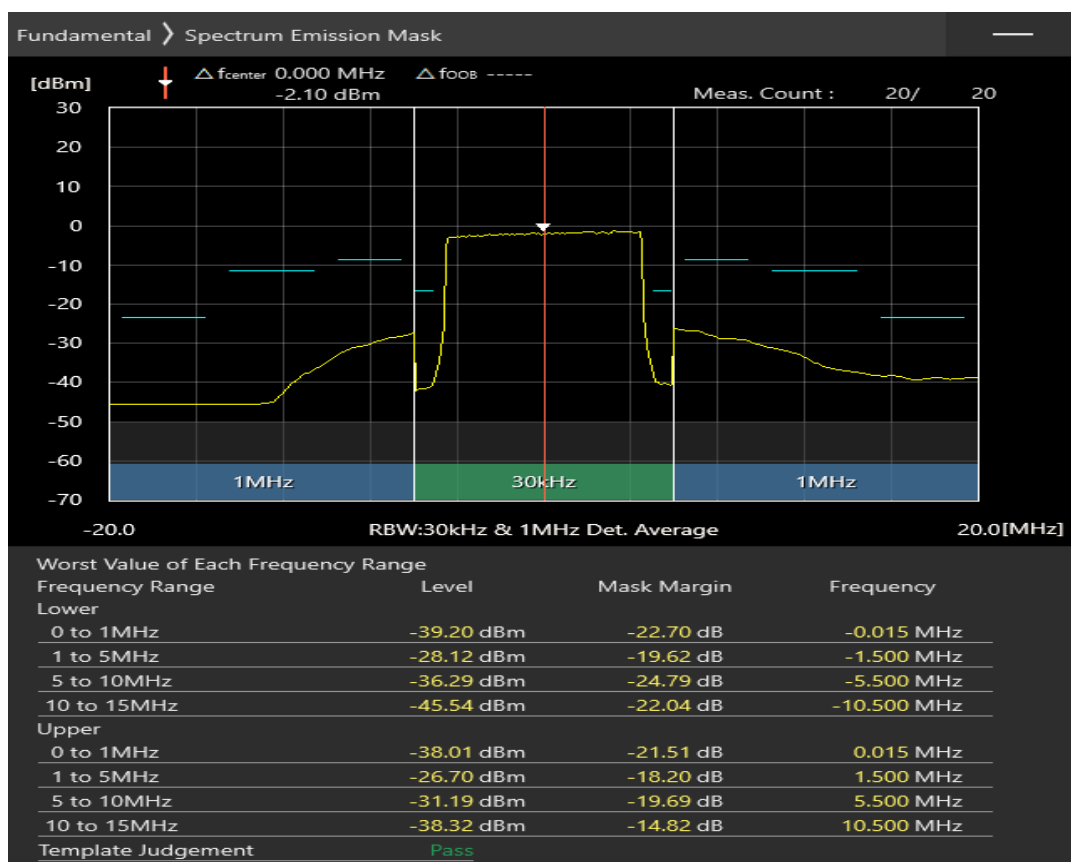 Fundamental ❯ Spectrum Emission Mask
[dBm] △ fcenter 0.000 MHz △ fOOB -----
-2.10 dBm Meas. Count : 20/ 20
30
20
10
0
-10
-20
-30
-40
-50
-60
-70
1MHz 30kHz 1MHz
-20.0 RBW:30kHz & 1MHz Det. Average 20.0[MHz]
Worst Value of Each Frequency Range
Frequency Range Level Mask Margin Frequency
Lower
0 to 1MHz -39.20 dBm -22.70 dB -0.015 MHz
1 to 5MHz -28.12 dBm -19.62 dB -1.500 MHz
5 to 10MHz -36.29 dBm -24.79 dB -5.500 MHz
10 to 15MHz -45.54 dBm -22.04 dB -10.500 MHz
Upper
0 to 1MHz -38.01 dBm -21.51 dB 0.015 MHz
1 to 5MHz -26.70 dBm -18.20 dB 1.500 MHz
5 to 10MHz -31.19 dBm -19.69 dB 5.500 MHz
10 to 15MHz -38.32 dBm -14.82 dB 10.500 MHz
Template Judgement Pass